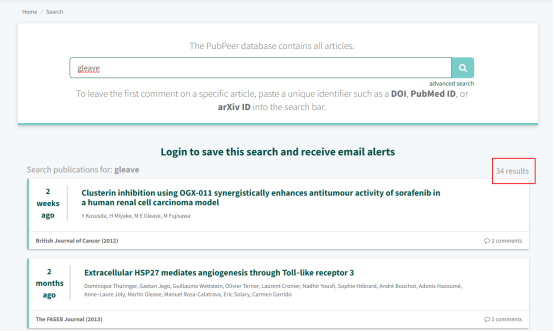 Home / Search
The PubPeer database contains all articles.
gleave
advanced search
To leave the first comment on a specific article, paste a unique identifier such as a DOI, PubMed ID, or
arXiv ID into the search bar.
Login to save this search and receive email alerts
Search publications for: gleave
34 results
2
weeks
ago
Clusterin inhibition using OGX-011 synergistically enhances antitumour activity of sorafenib in
a human renal cell carcinoma model
Y Kususda, H Miyake, M E Gleave, M Fujisawa
British Journal of Cancer (2012)
2 comments
2
months
ago
Extracellular HSP27 mediates angiogenesis through Toll-like receptor 3
Dominique Thuringer, Gaetan Jego, Guillaume Wettstein, Olivier Terrier, Laurent Cronier, Nadhir Yousfi, Sophie Hébrard, André Bouchot, Adonis Hazoumé,
Anne-Laure Joly, Martin Gleave, Manuel Rosa-Calatrava, Eric Solary, Carmen Garrido
The FASEB Journal (2013)
2 comments